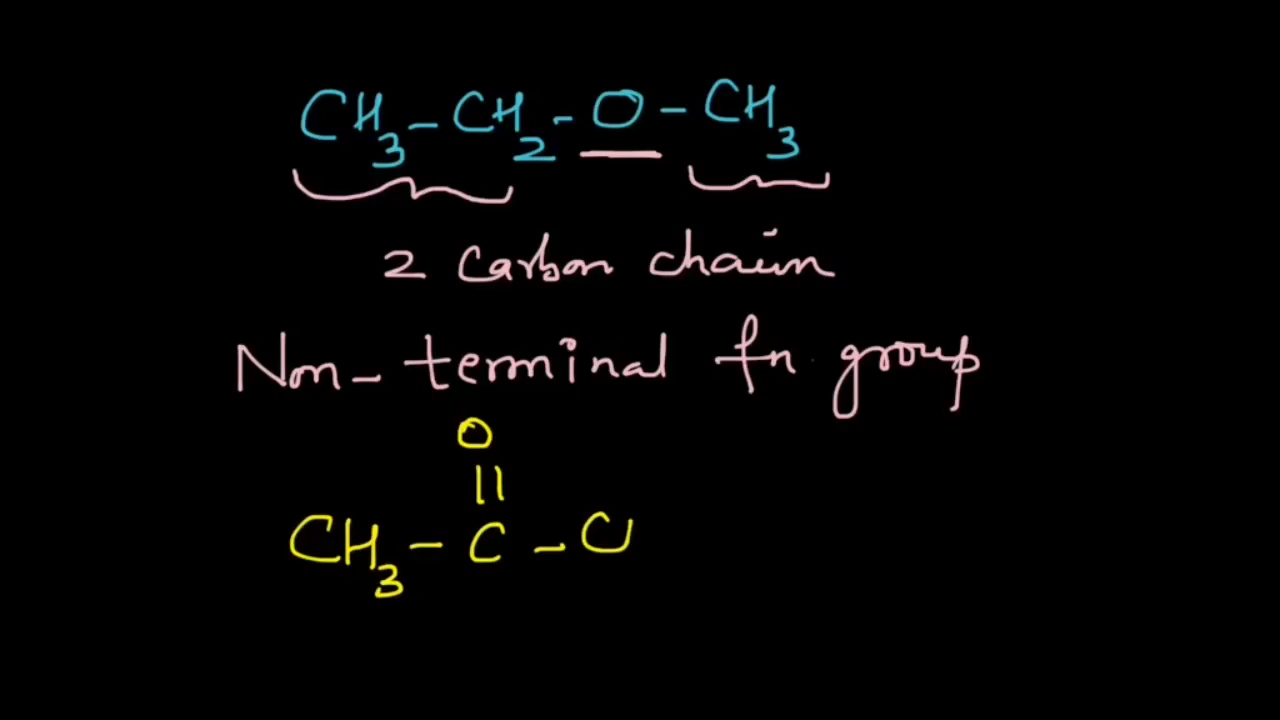 CH₃-CH₂-O-CH₃
2 carbon chain
Non-terminal fn group
O
||
CH₃-C-Cl